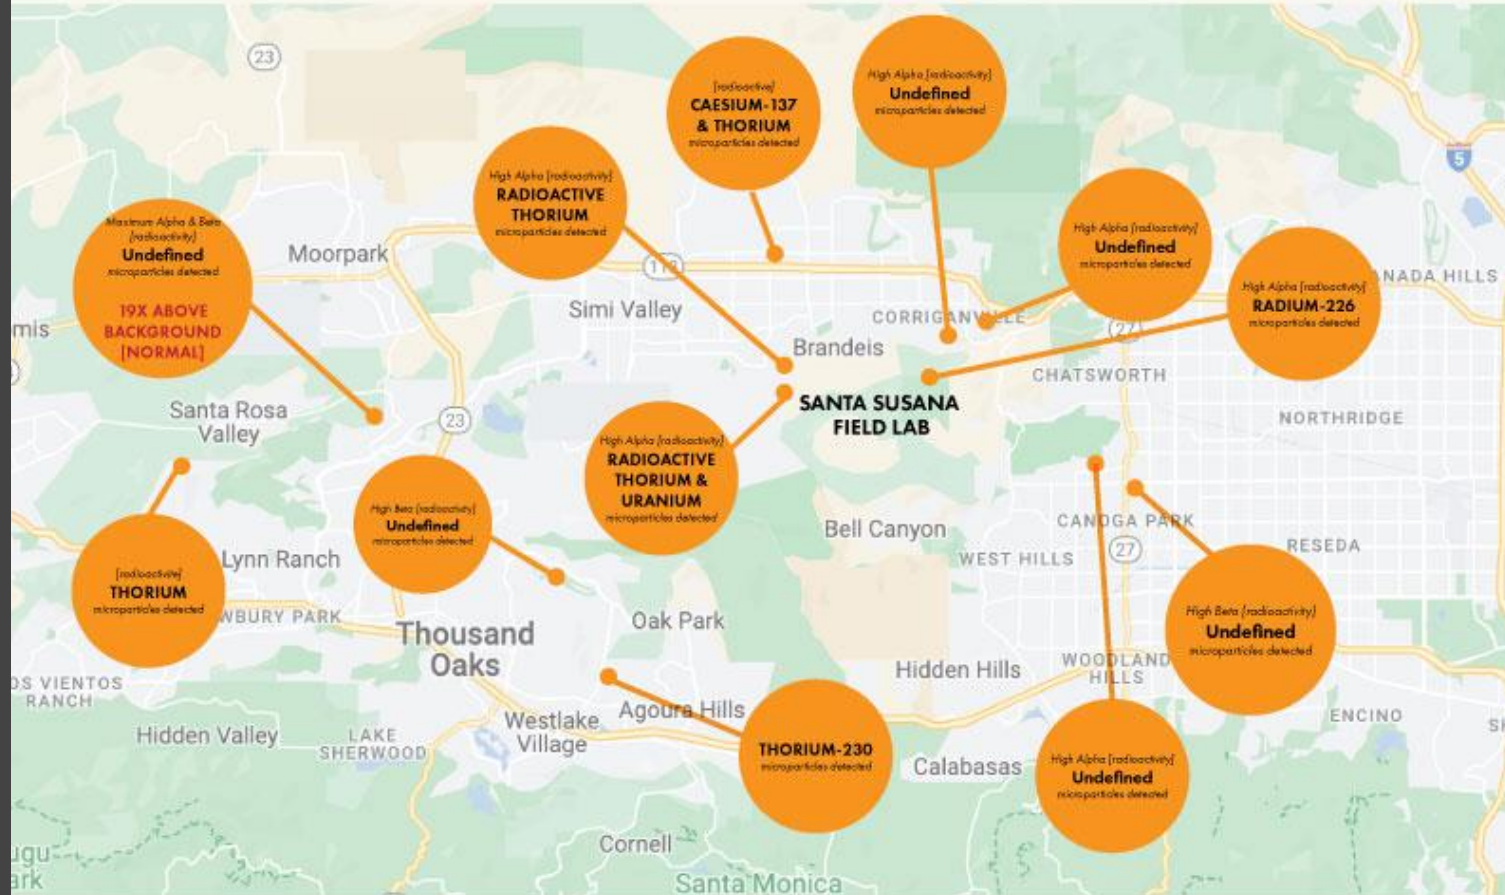 23
[radioactive]
CAESIUM-137
& THORIUM
microparticles detected
High Alpha [radioactivity]
Undefined
microparticles detected
5
High Alpha [radioactivity]
RADIOACTIVE
THORIUM
microparticles detected
Maximum Alpha & Beta
[radioactivity]
Undefined
microparticles detected
19X ABOVE
BACKGROUND
[NORMAL]
Moorpark
118
High Alpha [radioactivity]
Undefined
microparticles detected
High Alpha [radioactivity]
RADIUM-226
microparticles detected
ANADA HILLS
Simi Valley
CORRIGANVILLE
27
omis
Brandeis
CHATSWORTH
SANTA SUSANA
FIELD LAB
Santa Rosa
Valley
23
NORTHRIDGE
High Alpha [radioactivity]
RADIOACTIVE
THORIUM &
URANIUM
microparticles detected
High Beta [radioactivity]
Undefined
microparticles detected
Bell Canyon
CANOGA PARK
WEST HILLS
27
RESEDA
Lynn Ranch
[radioactive]
THORIUM
microparticles detected
WBURY PARK
Thousand
Oaks
Oak Park
High Beta [radioactivity]
Undefined
microparticles detected
Hidden Hills
WOODLAND
HILLS
OS VIENTOS
RANCH
Hidden Valley
LAKE
SHERWOOD
Westlake
Village
Agoura Hills
THORIUM-230
microparticles detected
Calabasas
High Alpha [radioactivity]
Undefined
microparticles detected
ENCINO
SH
Cornell
ugu
ark
Santa Monica